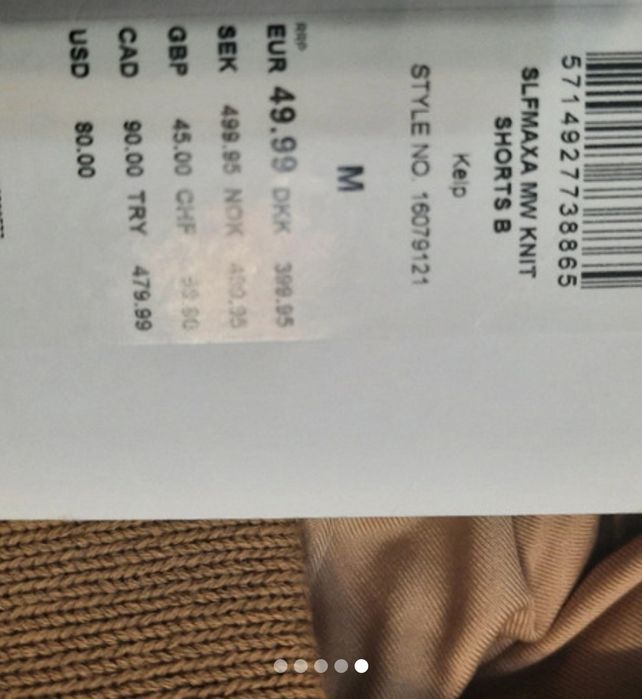 5714927738865
SLFMAXA MW KNIT
SHORTS B
Kelp
STYLE NO. 16079121
M
RRP
EUR 49.99 DKK 399.95
SEK 499.95 NOK
GBP 45.00 CHF
CAD 90.00 TRY 479.99
USD 80.00